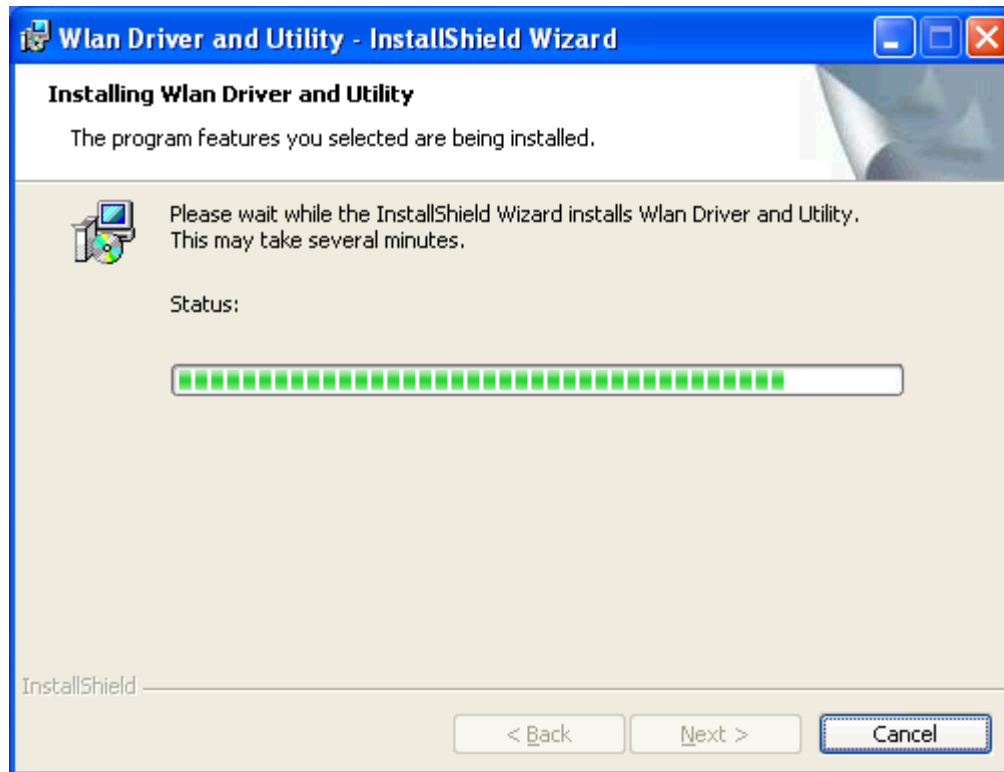 Wlan Driver and Utility - InstallShield Wizard
Installing Wlan Driver and Utility
The program features you selected are being installed.
Please wait while the InstallShield Wizard installs Wlan Driver and Utility.
This may take several minutes.
Status:
InstallShield
< Back
Next >
Cancel